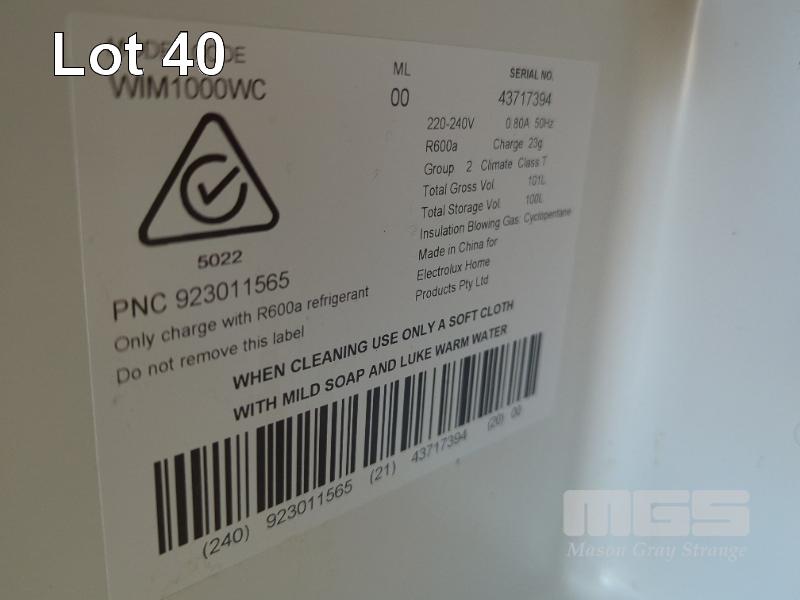 Lot 40
MODEL CODE
WIM1000WC
ML
00
SERIAL NO.
43717394
220-240V 0.80A 50Hz
R600a Charge 23g
Group 2 Climate Class T
Total Gross Vol 101L
Total Storage Vol 100L
Insulation Blowing Gas: Cyclopentane
Made in China for
Electrolux Home
Products Pty Ltd
5022
PNC 923011565
Only charge with R600a refrigerant
Do not remove this label
WHEN CLEANING USE ONLY A SOFT CLOTH
WITH MILD SOAP AND LUKE WARM WATER
(240) 923011565 (21) 43717394 (20) 00
MGS
Mason Gray Strange